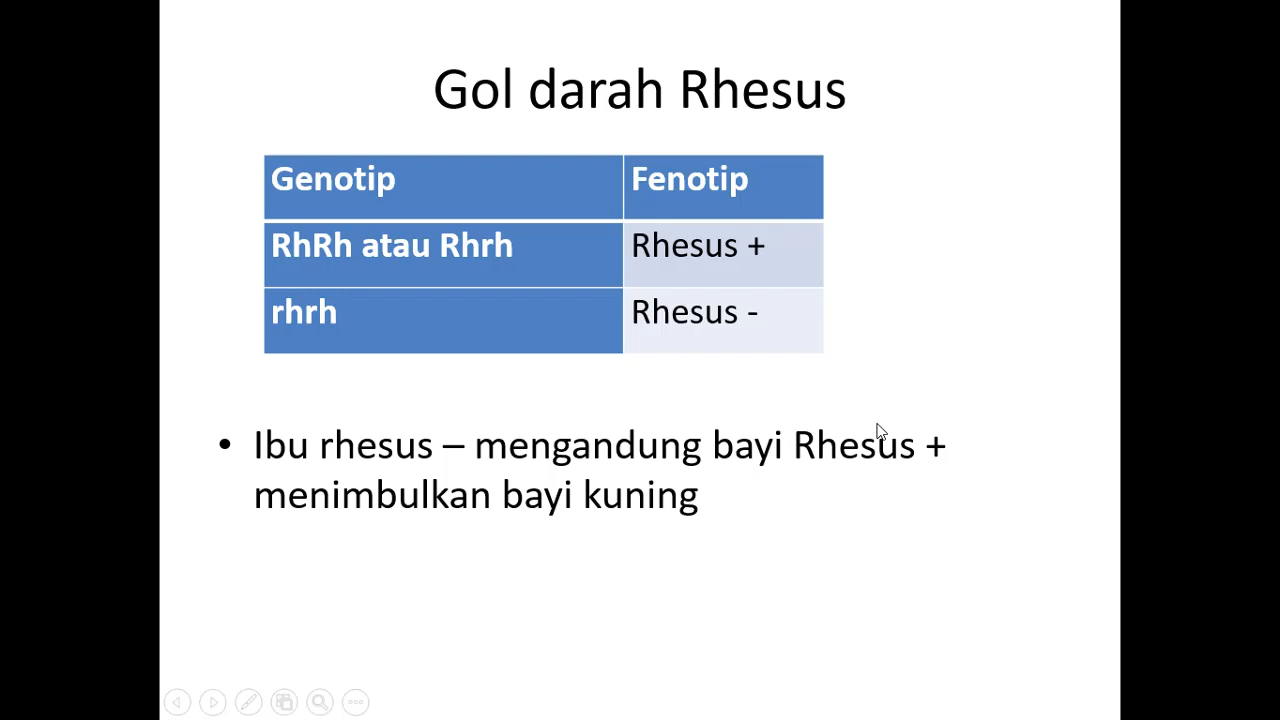 Gol darah Rhesus
Genotip Fenotip
RhRh atau Rhrh Rhesus +
rhrh Rhesus -
• Ibu rhesus – mengandung bayi Rhesus +
menimbulkan bayi kuning